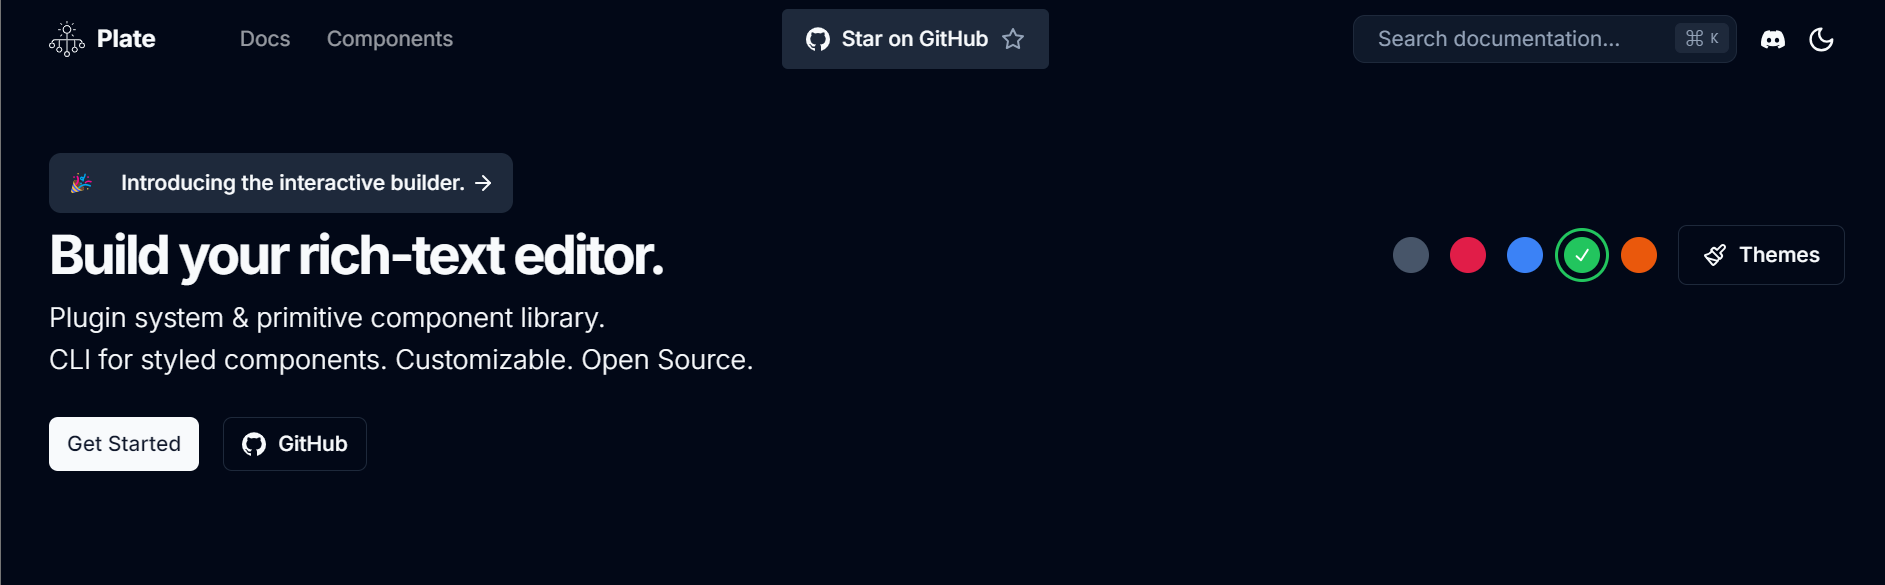 Plate
Docs
Components
Star on GitHub
Search documentation...
⌘ K
Introducing the interactive builder.
Build your rich-text editor.
Themes
Plugin system & primitive component library.
CLI for styled components. Customizable. Open Source.
Get Started
GitHub